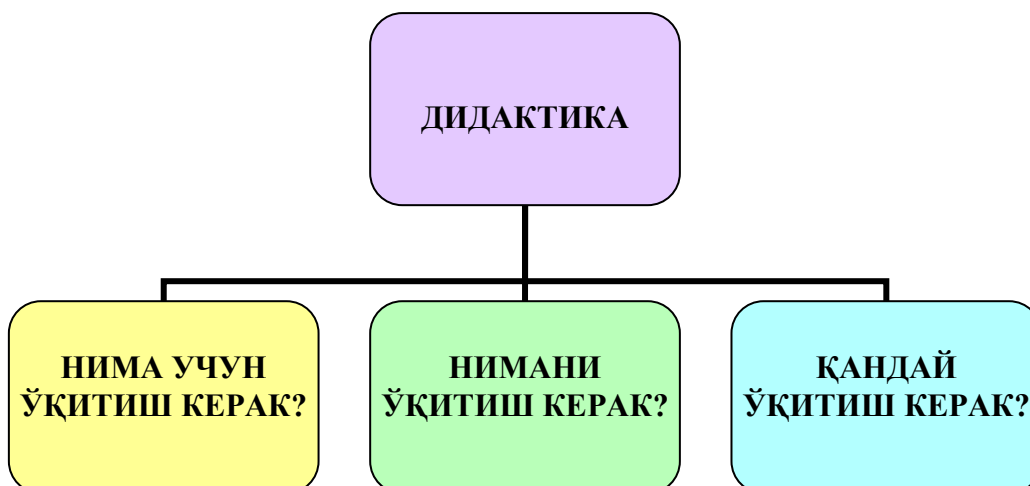 ДИДАКТИКА
НИМА УЧУН
ЎҚИТИШ КЕРАК?
НИМАНИ
ЎҚИТИШ КЕРАК?
ҚАНДАЙ
ЎҚИТИШ КЕРАК?